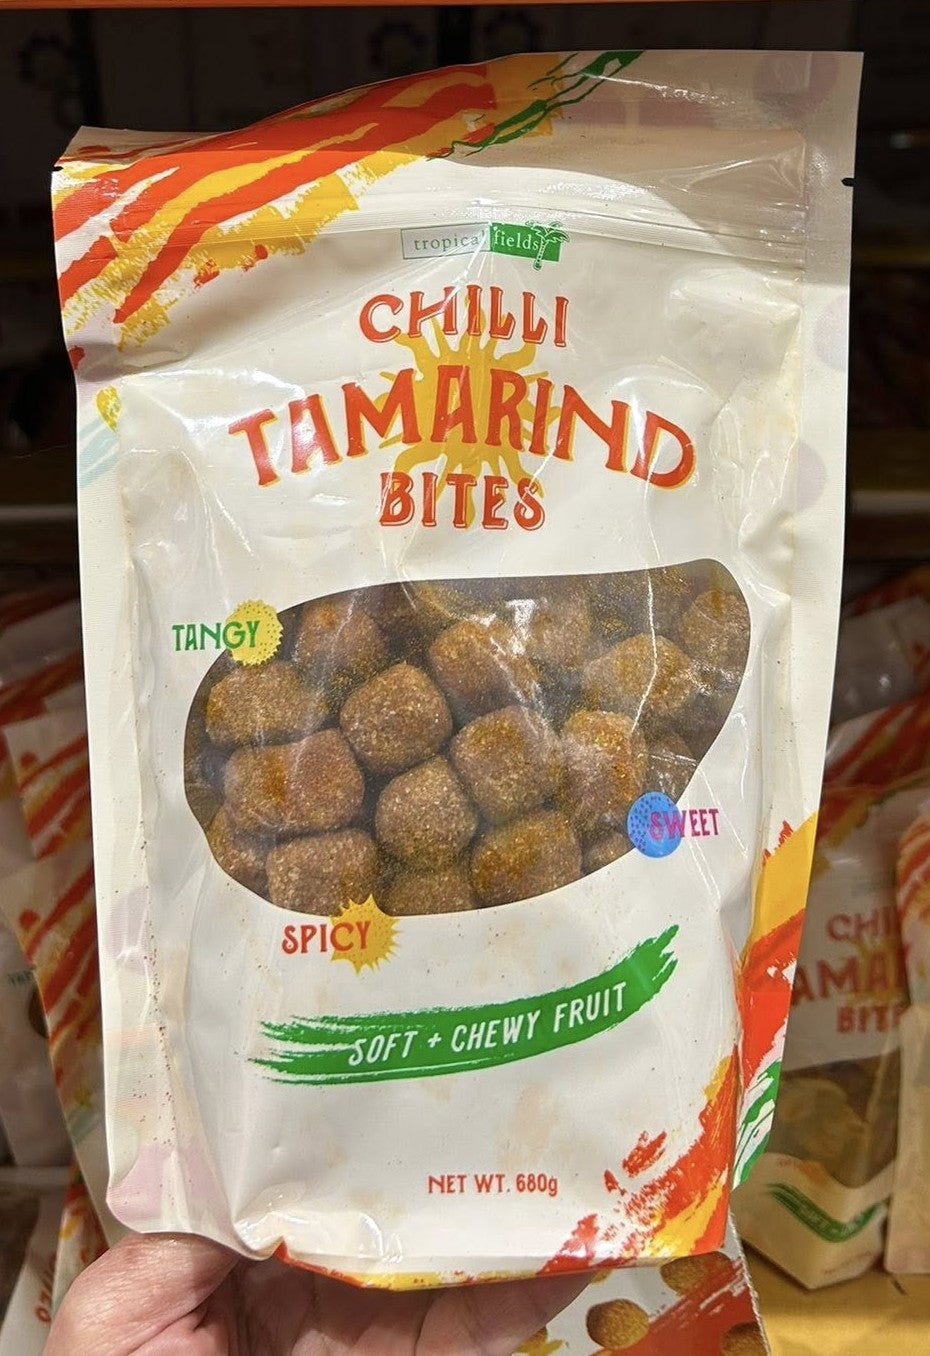 tropical fields
CHILLI
TAMARIND
BITES
TANGY
SWEET
SPICY
SOFT + CHEWY FRUIT
NET WT. 680g